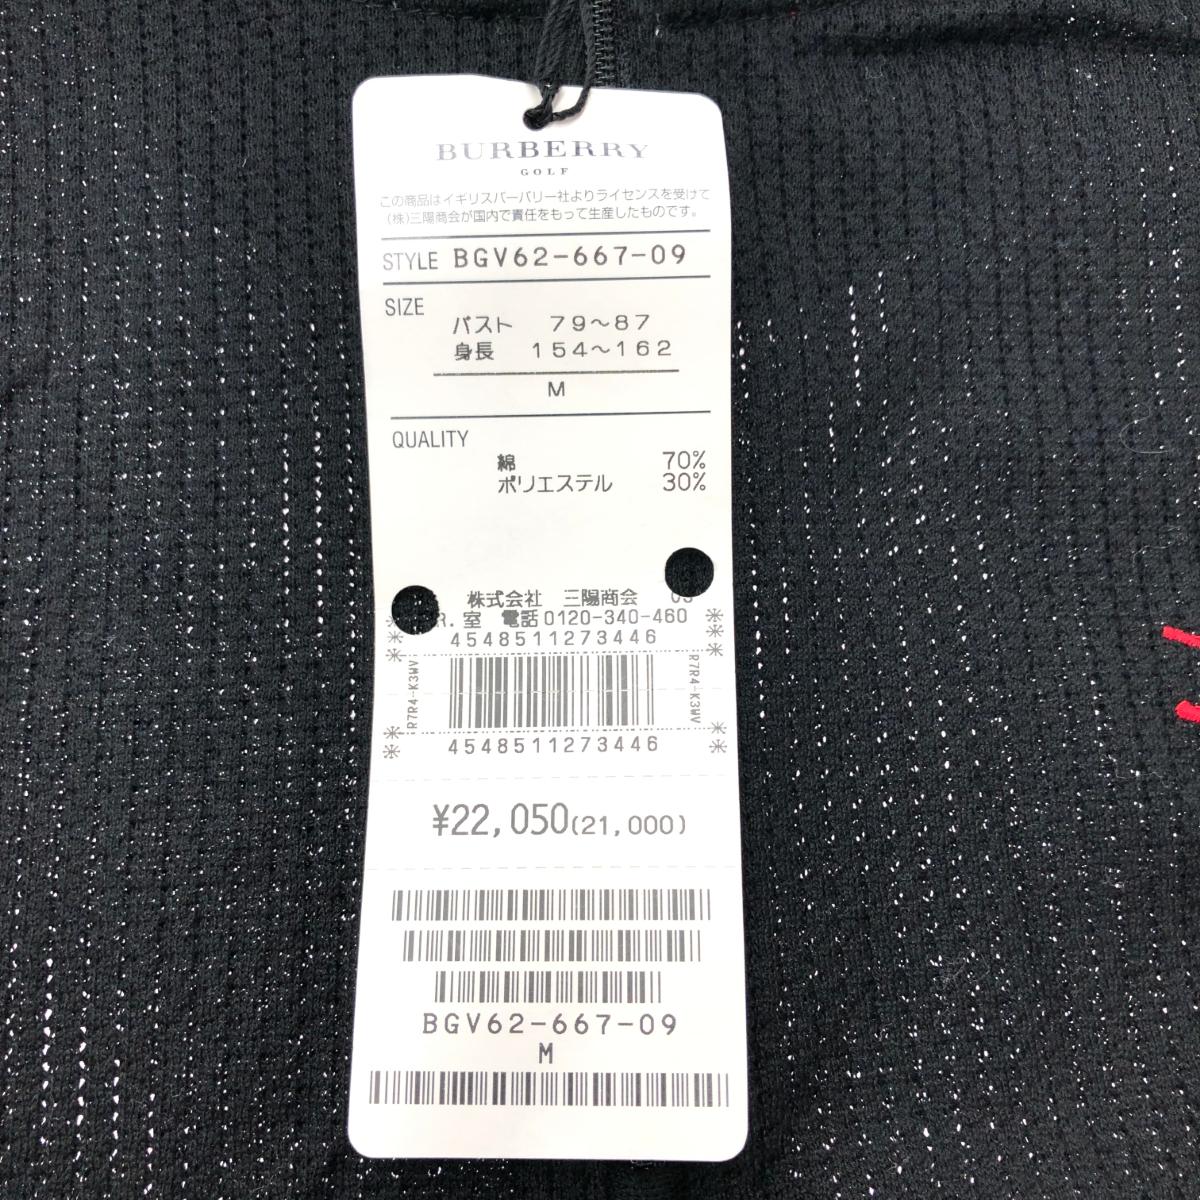 BURBERRY
GOLF
この商品はイギリスバーバリー社よりライセンスを受けて
(株)三陽商会が国内で責任をもって生産したものです。
STYLE BGV62-667-09
SIZE
バスト 79~87
身長 154~162
M
QUALITY
綿 70%
ポリエステル 30%
株式会社 三陽商会
R.室 電話0120-340-460
4548511273446
R7R4-K3WV R7R4-K3WV
4548511273446
¥22,050(21,000)
BGV62-667-09
M